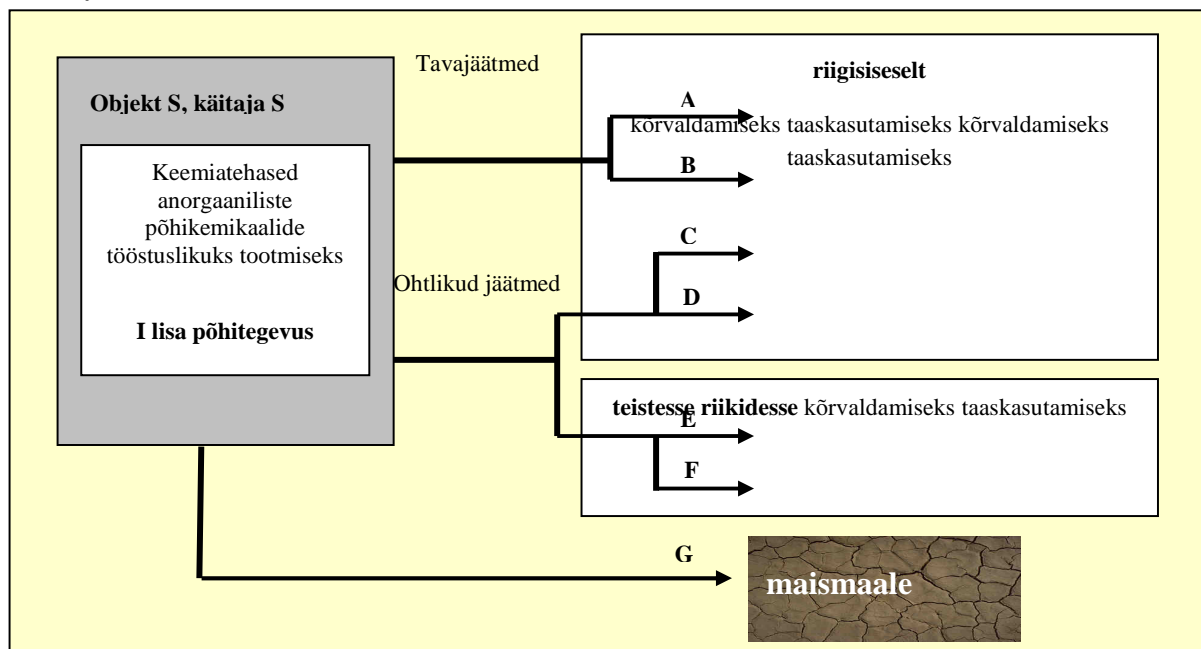 Tavajäätmed
Objekt S, käitaja S
Keemiatehased
anorgaaniliste
põhikemikaalide
tööstuslikuks tootmiseks
I lisa põhitegevus
Ohtlikud jäätmed
riigisiseselt
A
kõrvaldamiseks taaskasutamiseks kõrvaldamiseks
taaskasutamiseks
B
C
D
teistesse riikidesse kõrvaldamiseks taaskasutamiseks
E
F
G
maismaale